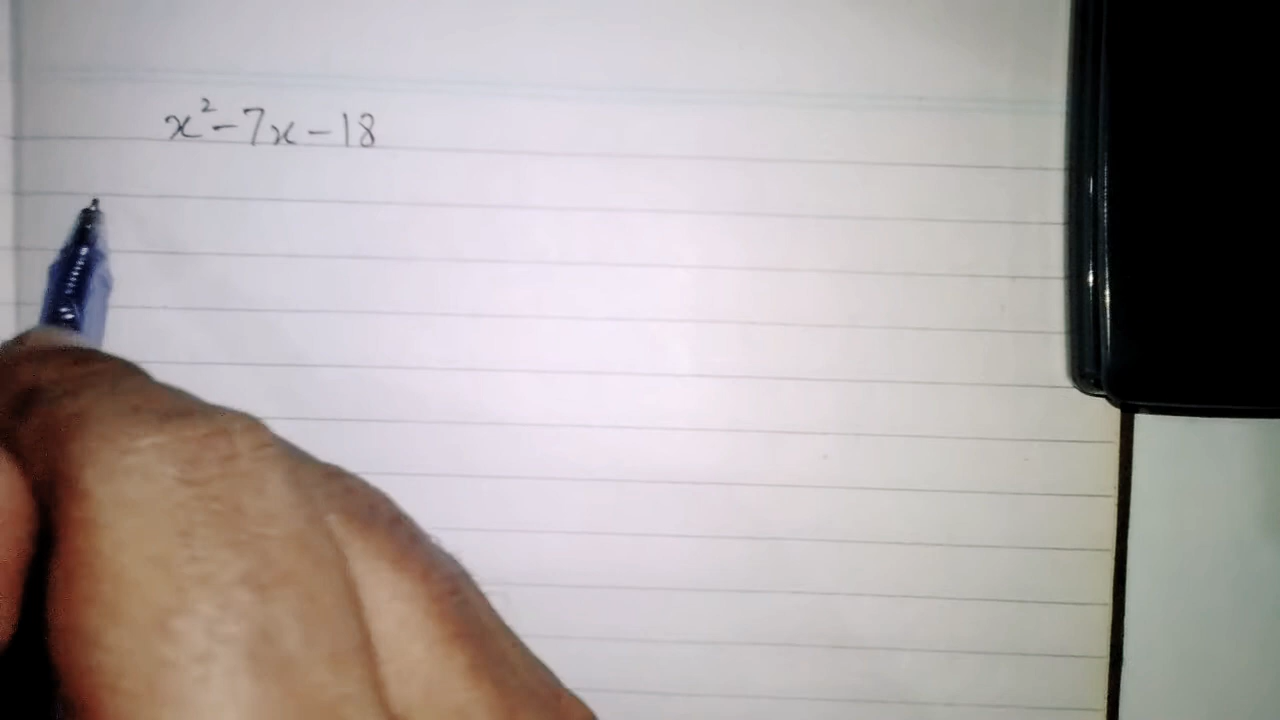 x² - 7x - 18